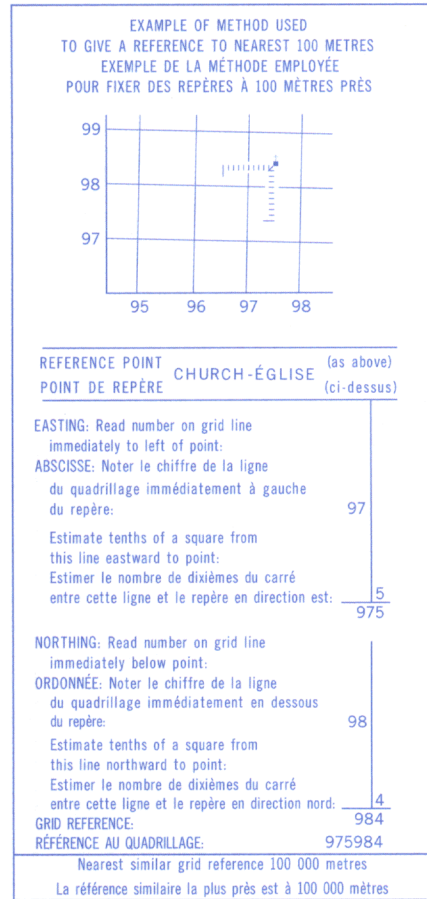 EXAMPLE OF METHOD USED
TO GIVE A REFERENCE TO NEAREST 100 METRES
EXEMPLE DE LA MÉTHODE EMPLOYÉE
POUR FIXER DES REPÈRES À 100 MÈTRES PRÈS
99
98
97
95 96 97 98
REFERENCE POINT
POINT DE REPÈRE
CHURCH-ÉGLISE
(as above)
(ci-dessus)
EASTING: Read number on grid line
immediately to left of point:
ABSCISSE: Noter le chiffre de la ligne
du quadrillage immédiatement à gauche
du repère: 97
Estimate tenths of a square from
this line eastward to point:
Estimer le nombre de dixièmes du carré
entre cette ligne et le repère en direction est: 5
975
NORTHING: Read number on grid line
immediately below point:
ORDONNÉE: Noter le chiffre de la ligne
du quadrillage immédiatement en dessous
du repère: 98
Estimate tenths of a square from
this line northward to point:
Estimer le nombre de dixièmes du carré
entre cette ligne et le repère en direction nord: 4
GRID REFERENCE: 984
RÉFÉRENCE AU QUADRILLAGE: 975984
Nearest similar grid reference 100 000 metres
La référence similaire la plus près est à 100 000 mètres